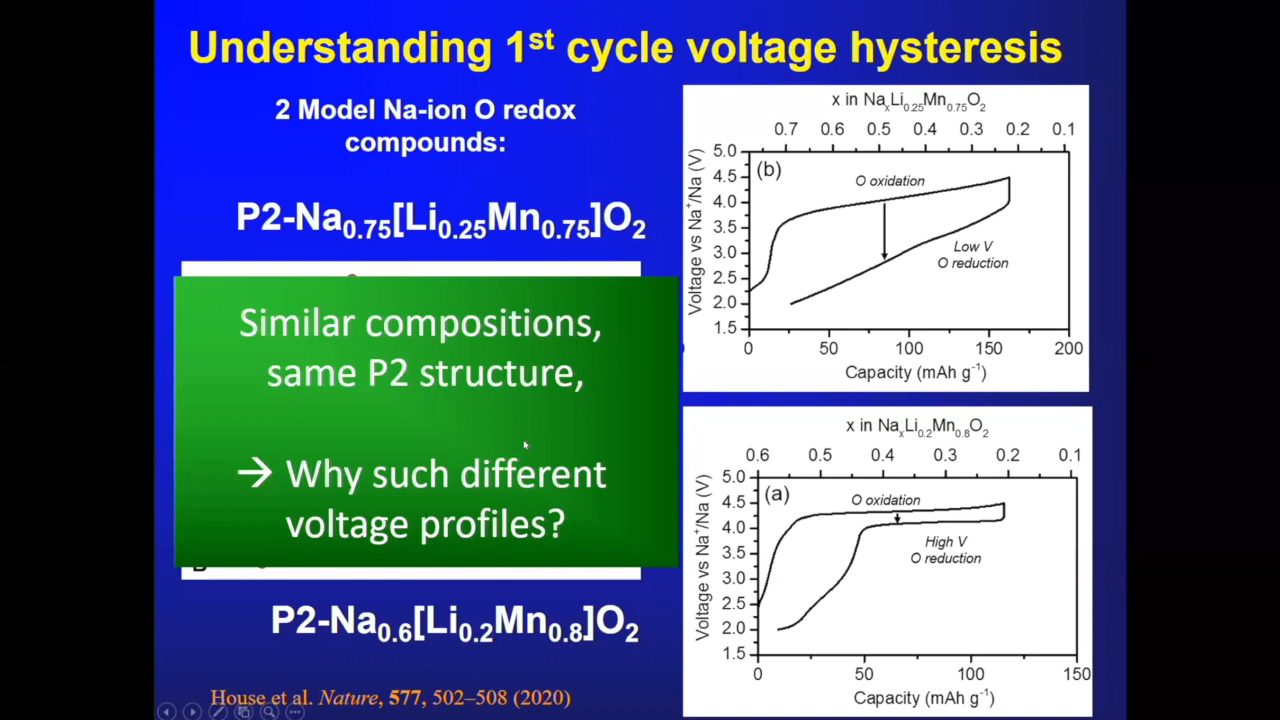 Understanding 1st cycle voltage hysteresis
2 Model Na-ion O redox
compounds:
P2-Na0.75[Li0.25Mn0.75]O2
Similar compositions,
same P2 structure,
→ Why such different
voltage profiles?
P2-Na0.6[Li0.2Mn0.8]O2
House et al. Nature, 577, 502–508 (2020)
x in NaxLi0.25Mn0.75O2
0.7 0.6 0.5 0.4 0.3 0.2 0.1
Voltage vs Na+/Na (V)
5.0
4.5
4.0
3.5
3.0
2.5
2.0
1.5
(b)
O oxidation
Low V
O reduction
0 50 100 150 200
Capacity (mAh g-1)
x in NaxLi0.2Mn0.8O2
0.6 0.5 0.4 0.3 0.2 0.1
Voltage vs Na+/Na (V)
5.0
4.5
4.0
3.5
3.0
2.5
2.0
1.5
(a)
O oxidation
High V
O reduction
0 50 100 150
Capacity (mAh g-1)